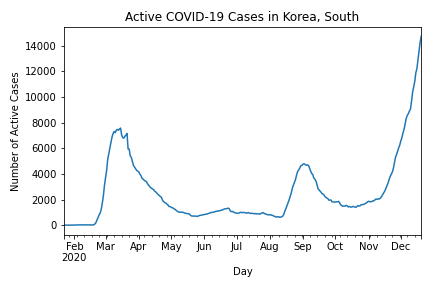 Active COVID-19 Cases in Korea, South
Number of Active Cases
14000
12000
10000
8000
6000
4000
2000
0
Feb Mar Apr May Jun Jul Aug Sep Oct Nov Dec
2020
Day